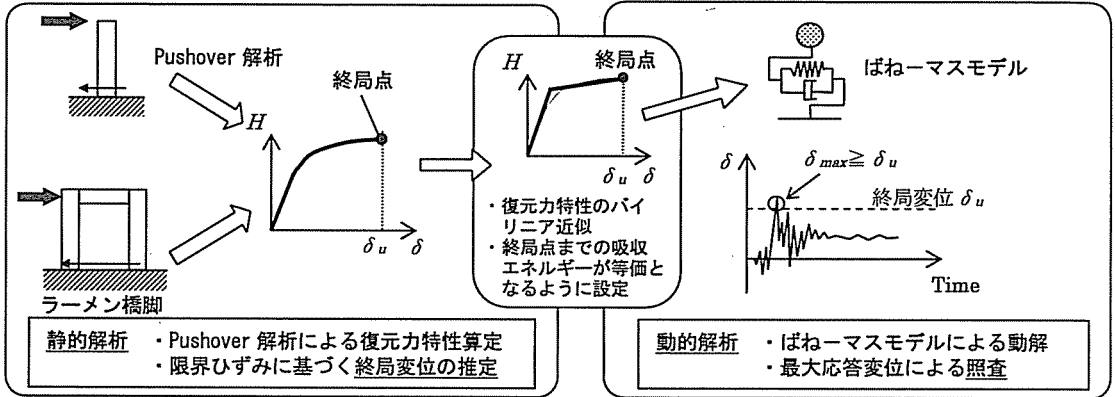 Pushover 解析
終局点
H
δu
δ
ラーメン橋脚
静的解析 ・Pushover 解析による復元力特性算定
・限界ひずみに基づく終局変位の推定
終局点
H
δu δ
・復元力特性のバイ
リニア近似
・終局点までの吸収
エネルギーが等価と
なるように設定
ばねーマスモデル
δmax≧ δu
δ
終局変位 δu
Time
動的解析 ・ばねーマスモデルによる動解
・最大応答変位による照査